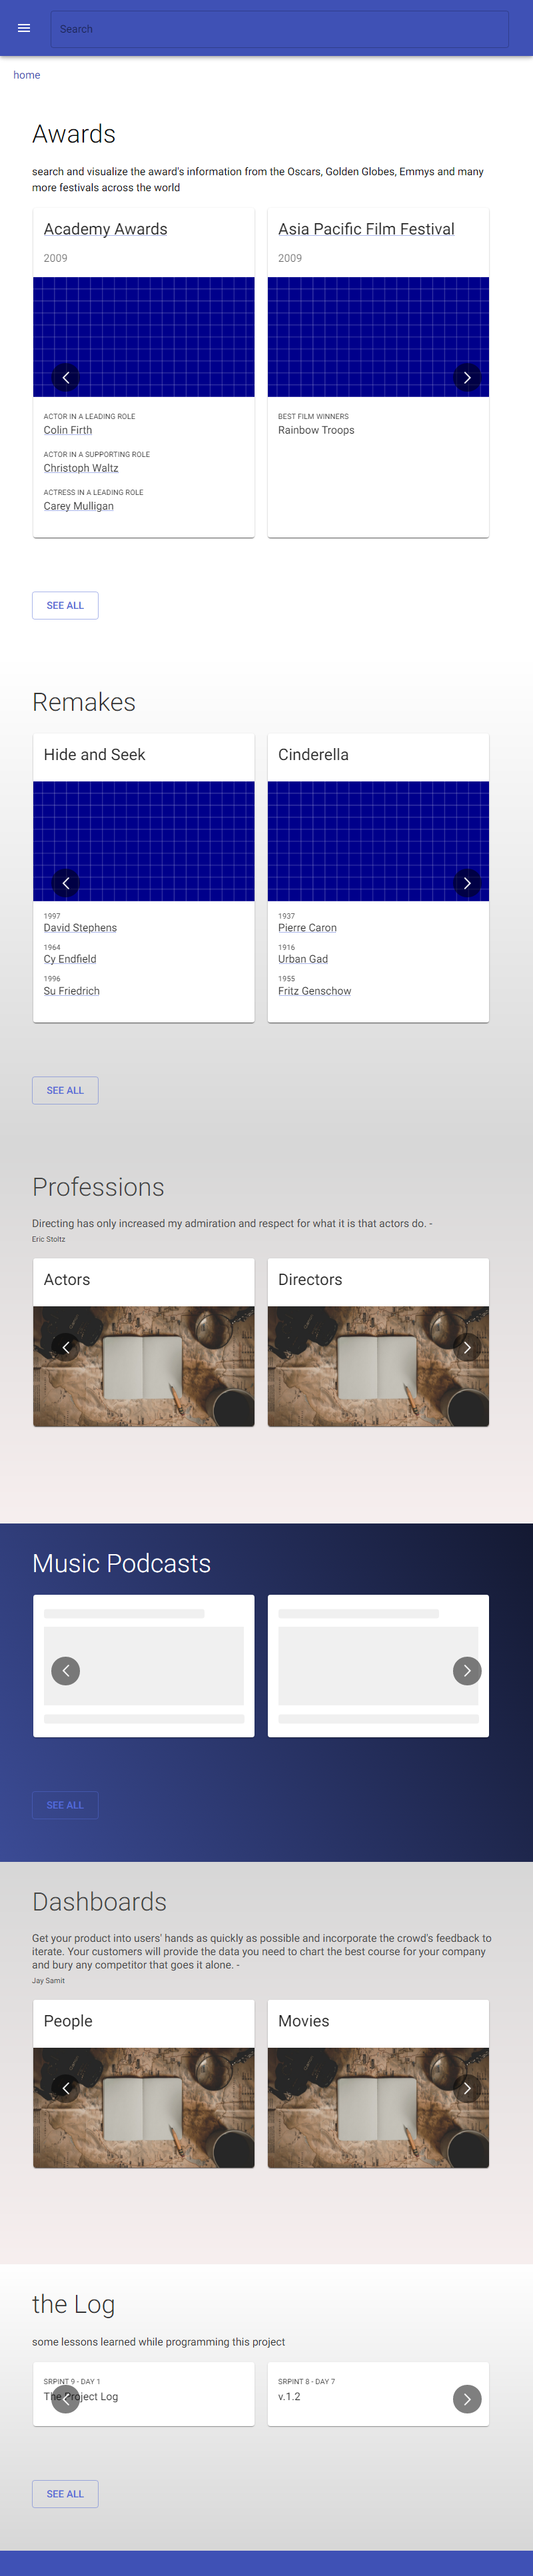 Search
home
Awards
search and visualize the award's information from the Oscars, Golden Globes, Emmys and many
more festivals across the world
Academy Awards
2009
ACTOR IN A LEADING ROLE
Colin Firth
ACTOR IN A SUPPORTING ROLE
Christoph Waltz
ACTRESS IN A LEADING ROLE
Carey Mulligan
Asia Pacific Film Festival
2009
BEST FILM WINNERS
Rainbow Troops
SEE ALL
Remakes
Hide and Seek
1997
David Stephens
1964
Cy Endfield
1996
Su Friedrich
Cinderella
1937
Pierre Caron
1916
Urban Gad
1955
Fritz Genschow
SEE ALL
Professions
Directing has only increased my admiration and respect for what it is that actors do. -
Eric Stoltz
Actors
Directors
Music Podcasts
SEE ALL
Dashboards
Get your product into users' hands as quickly as possible and incorporate the crowd's feedback to
iterate. Your customers will provide the data you need to chart the best course for your company
and bury any competitor that goes it alone. -
Jay Samit
People
Movies
the Log
some lessons learned while programming this project
SRPINT 9 - DAY 1
The Project Log
SRPINT 8 - DAY 7
v.1.2
SEE ALL